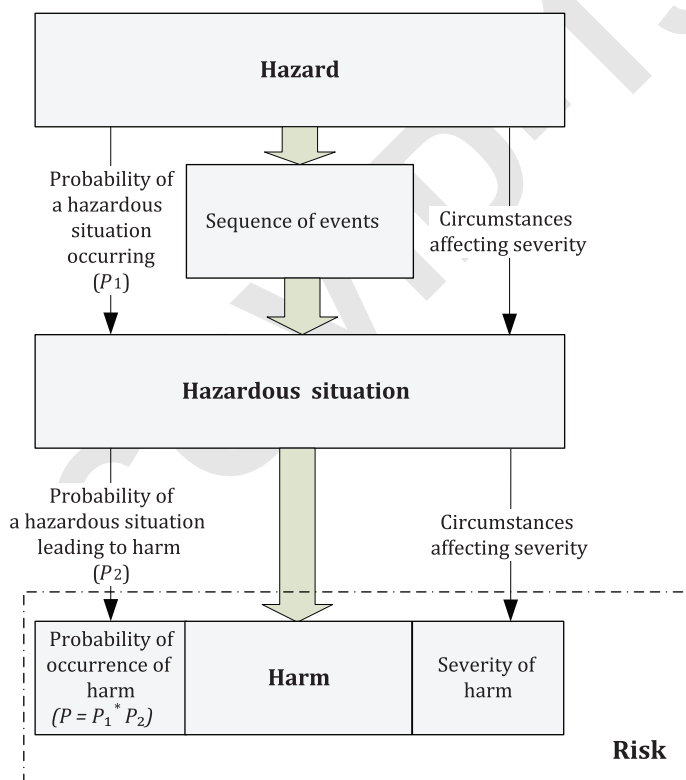 Hazard
Probability of
a hazardous
situation
occurring
(P1)
Sequence of events
Circumstances
affecting severity
Hazardous situation
Probability of
a hazardous situation
leading to harm
(P2)
Circumstances
affecting severity
Probability of
occurrence of
harm
(P = P₁* P₂)
Harm
Severity of
harm
Risk